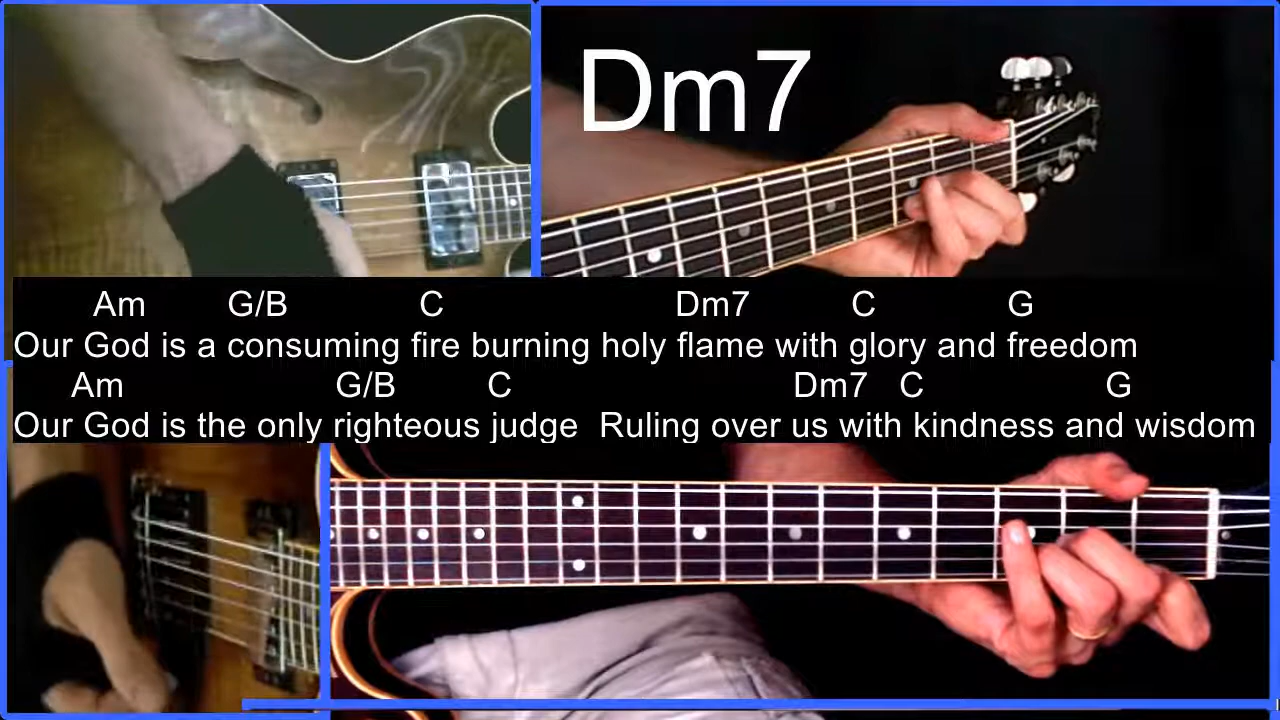 Dm7
Am G/B C Dm7 C G
Our God is a consuming fire burning holy flame with glory and freedom
Am G/B C Dm7 C G
Our God is the only righteous judge Ruling over us with kindness and wisdom